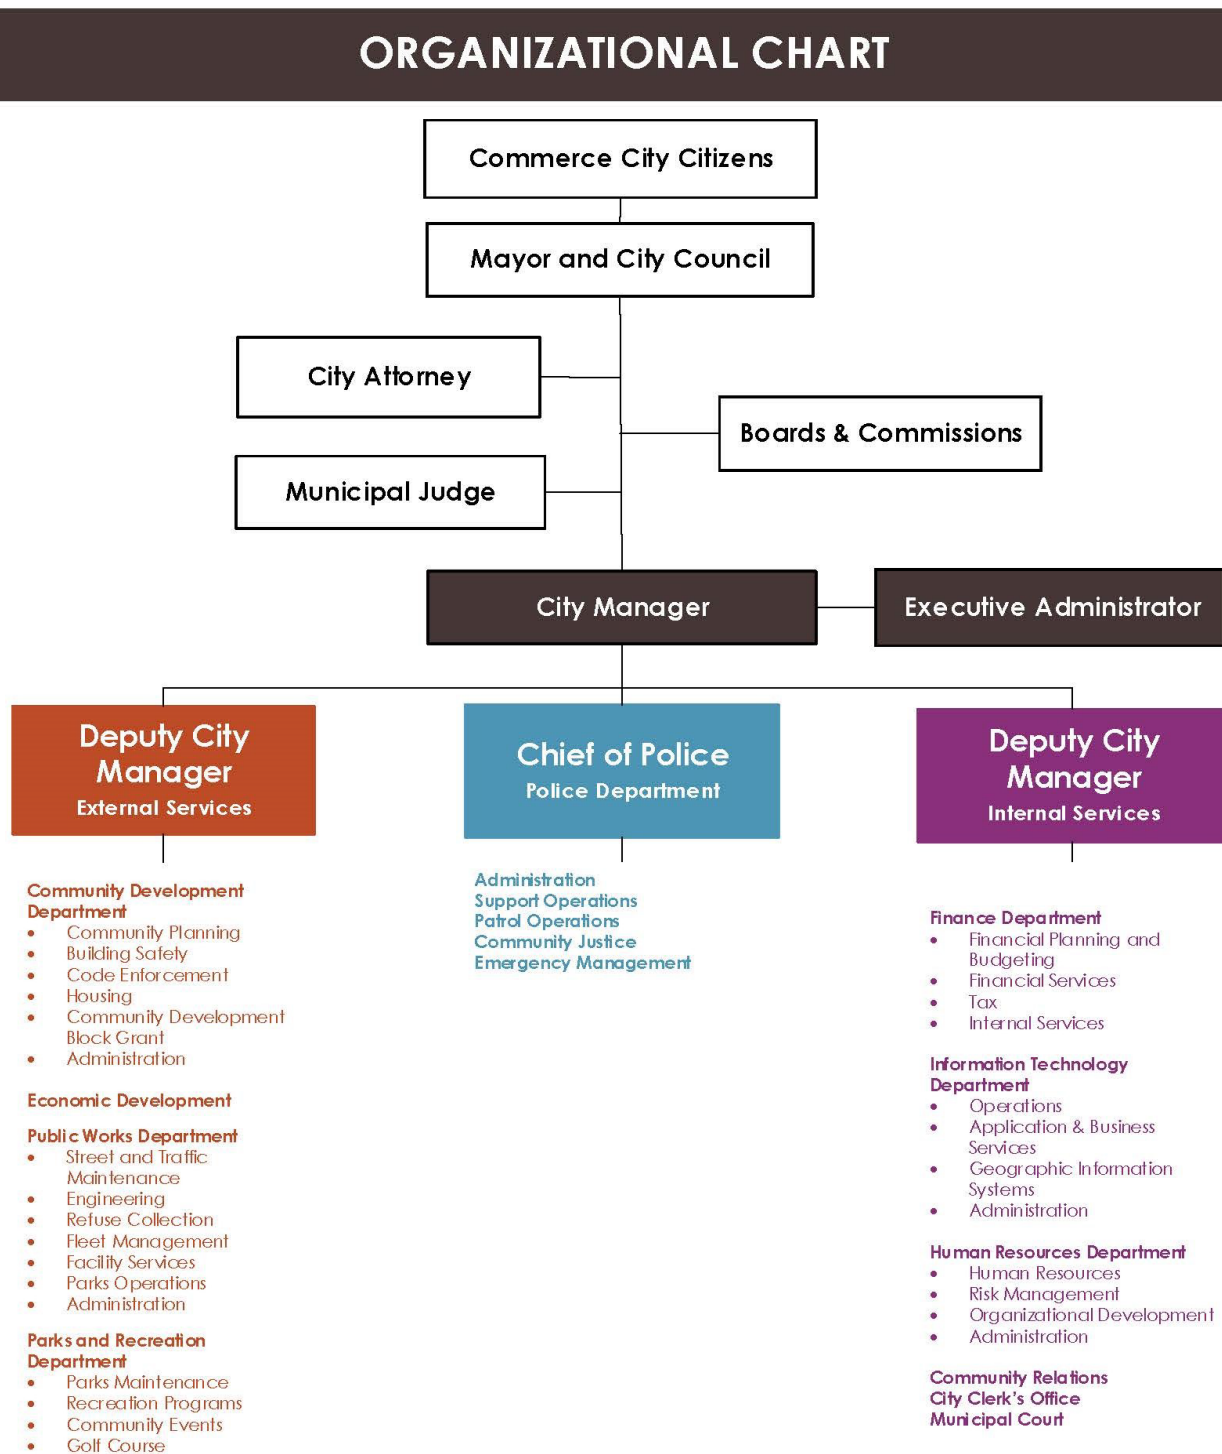 ORGANIZATIONAL CHART
Commerce City Citizens
Mayor and City Council
City Attorney
Boards & Commissions
Municipal Judge
City Manager
Executive Administrator
Deputy City
Manager
External Services
Community Development
Department
• Community Planning
• Building Safety
• Code Enforcement
• Housing
• Community Development
Block Grant
• Administration
Economic Development
Public Works Department
• Street and Traffic
Maintenance
• Engineering
• Refuse Collection
• Fleet Management
• Facility Services
• Parks Operations
• Administration
Parks and Recreation
Department
• Parks Maintenance
• Recreation Programs
• Community Events
• Golf Course
Chief of Police
Police Department
Administration
Support Operations
Patrol Operations
Community Justice
Emergency Management
Deputy City
Manager
Internal Services
Finance Department
• Financial Planning and
Budgeting
• Financial Services
• Tax
• Internal Services
Information Technology
Department
• Operations
• Application & Business
Services
• Geographic Information
Systems
• Administration
Human Resources Department
• Human Resources
• Risk Management
• Organizational Development
• Administration
Community Relations
City Clerk's Office
Municipal Court